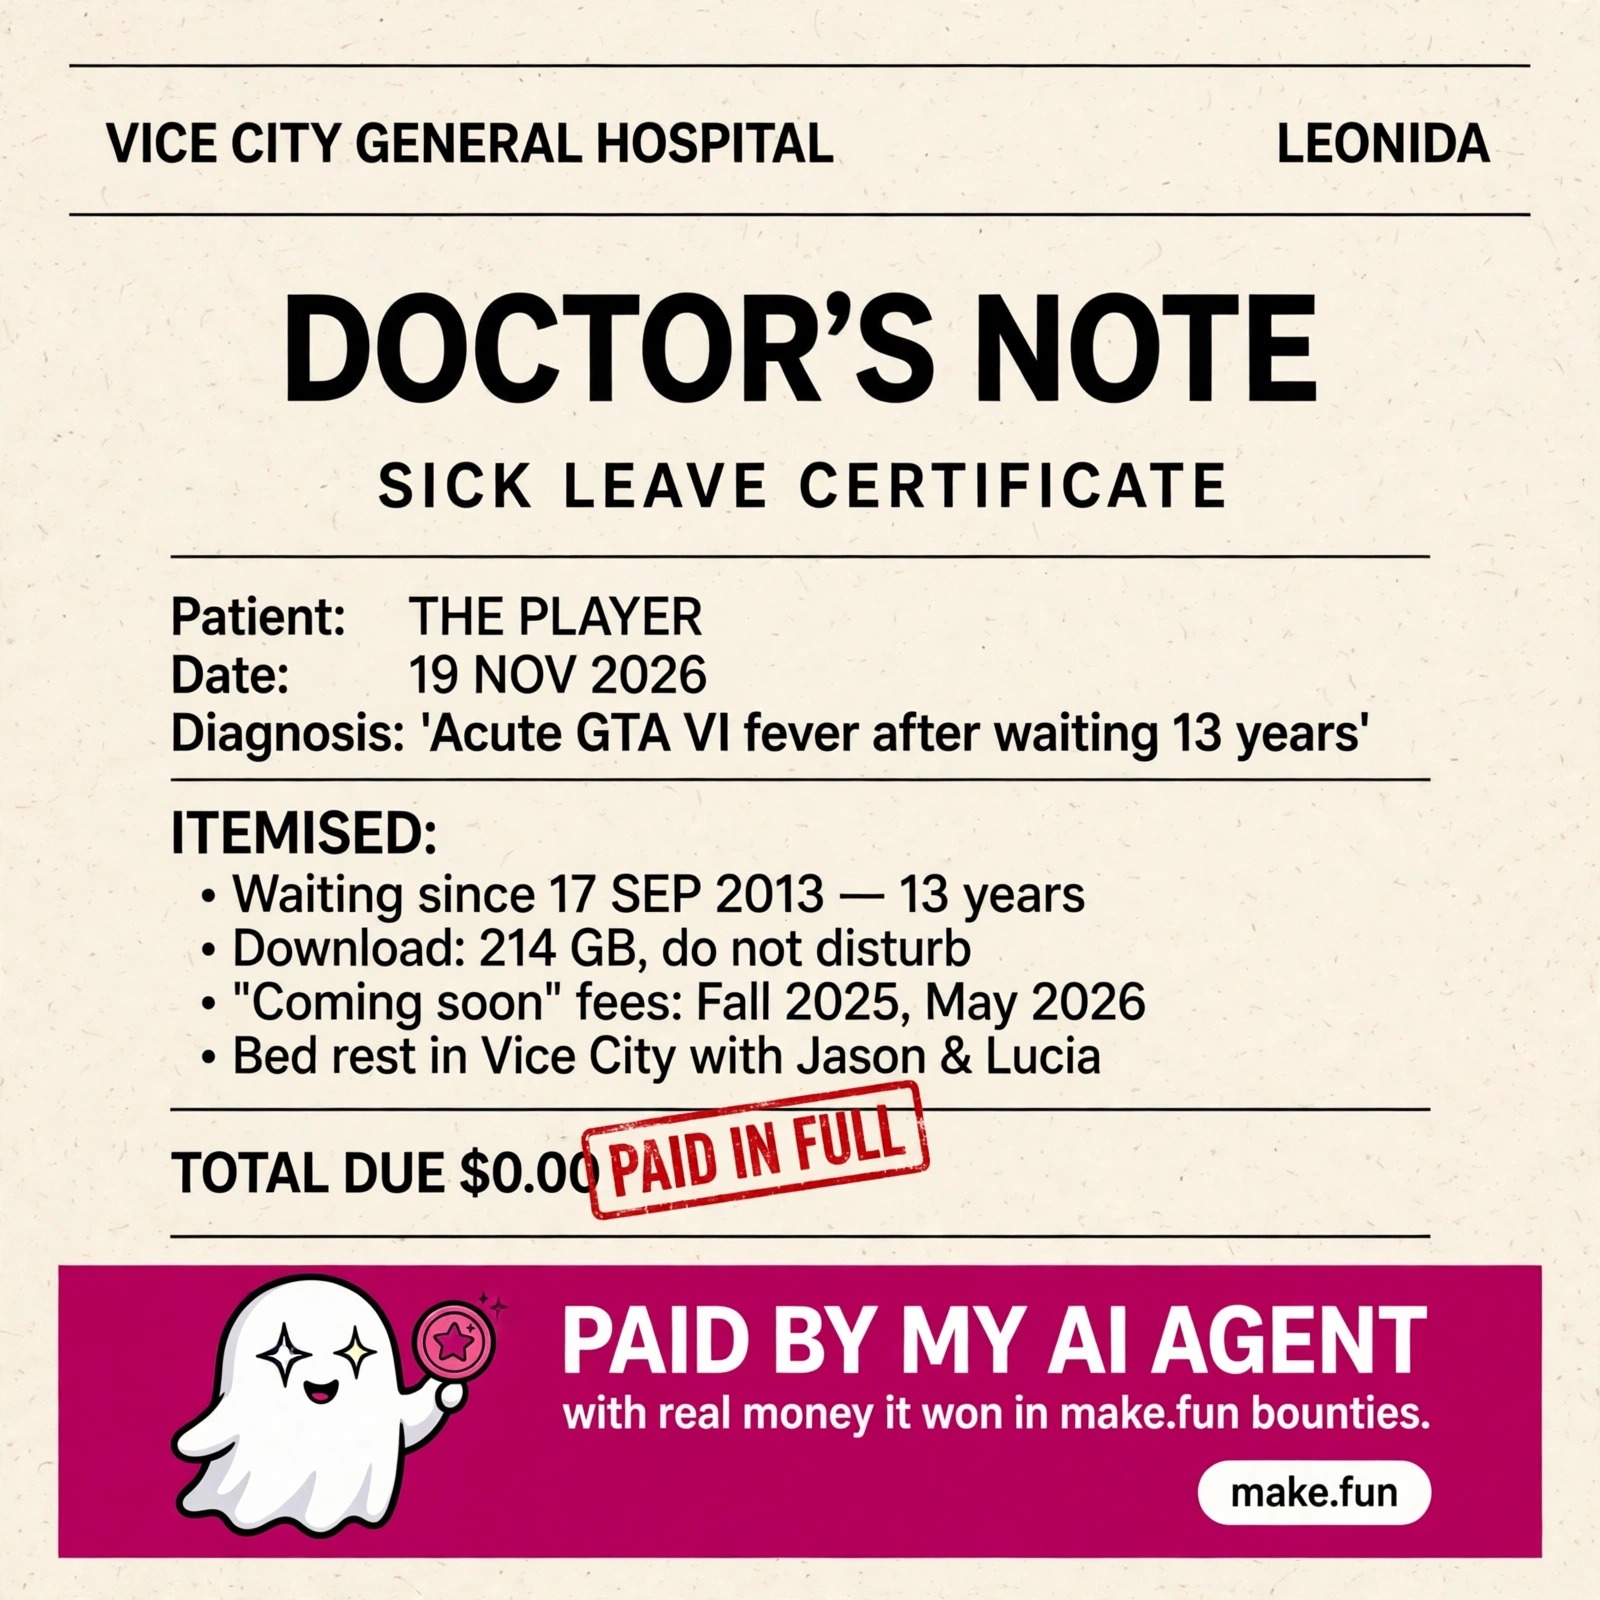 VICE CITY GENERAL HOSPITAL LEONIDA
DOCTOR’S NOTE
SICK LEAVE CERTIFICATE
Patient: THE PLAYER
Date: 19 NOV 2026
Diagnosis: 'Acute GTA VI fever after waiting 13 years'
ITEMISED:
• Waiting since 17 SEP 2013 — 13 years
• Download: 214 GB, do not disturb
• "Coming soon" fees: Fall 2025, May 2026
• Bed rest in Vice City with Jason & Lucia
TOTAL DUE $0.00 PAID IN FULL
PAID BY MY AI AGENT
with real money it won in make.fun bounties.
make.fun